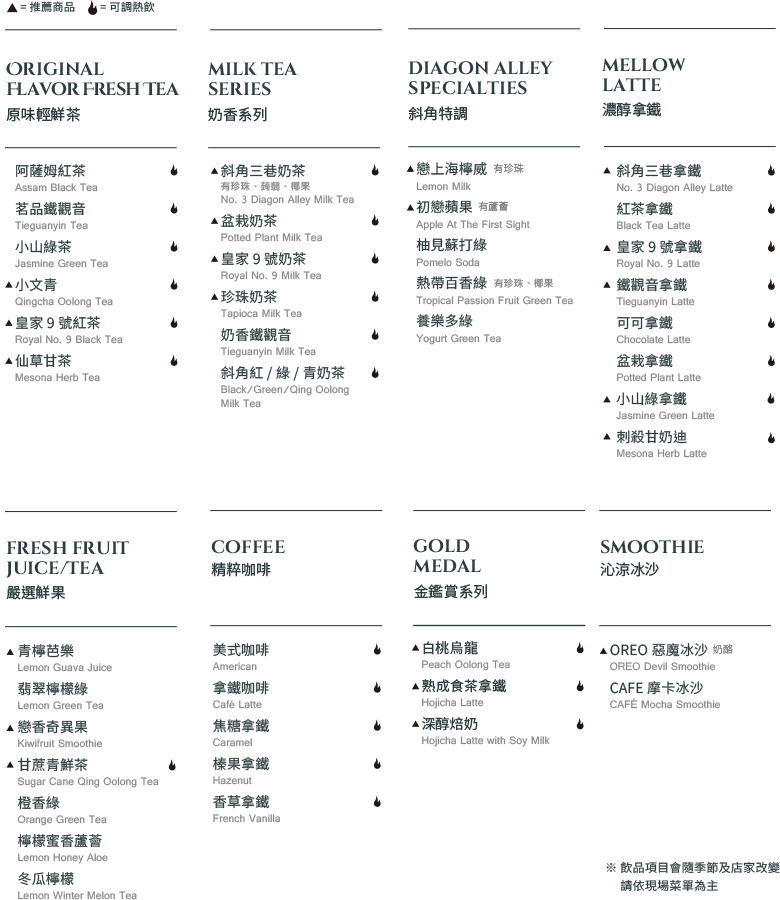 ▲ = 推薦商品 = 可調熱飲
ORIGINAL
FLAVOR FRESH TEA
原味輕鮮茶
阿薩姆紅茶
Assam Black Tea
茗品鐵觀音
Tieguanyin Tea
小山綠茶
Jasmine Green Tea
▲小文青
Qingcha Oolong Tea
▲皇家 9 號紅茶
Royal No. 9 Black Tea
▲仙草甘茶
Mesona Herb Tea
MILK TEA
SERIES
奶香系列
▲斜角三巷奶茶
有珍珠、蒟蒻、椰果
No. 3 Diagon Alley Milk Tea
▲盆栽奶茶
Potted Plant Milk Tea
▲皇家 9 號奶茶
Royal No. 9 Milk Tea
▲珍珠奶茶
Tapioca Milk Tea
奶香鐵觀音
Tieguanyin Milk Tea
斜角紅 / 綠 / 青奶茶
Black/Green/Qing Oolong
Milk Tea
DIAGON ALLEY
SPECIALTIES
斜角特調
▲戀上海檸威 有珍珠
Lemon Milk
▲初戀蘋果 有蘆薈
Apple At The First Sight
柚見蘇打綠
Pomelo Soda
熱帶百香綠 有珍珠、椰果
Tropical Passion Fruit Green Tea
養樂多綠
Yogurt Green Tea
MELLOW
LATTE
濃醇拿鐵
▲ 斜角三巷拿鐵
No. 3 Diagon Alley Latte
紅茶拿鐵
Black Tea Latte
▲ 皇家 9 號拿鐵
Royal No. 9 Latte
▲ 鐵觀音拿鐵
Tieguanyin Latte
可可拿鐵
Chocolate Latte
盆栽拿鐵
Potted Plant Latte
▲ 小山綠拿鐵
Jasmine Green Latte
▲ 刺殺甘奶迪
Mesona Herb Latte
FRESH FRUIT
JUICE/TEA
嚴選鮮果
▲青檸芭樂
Lemon Guava Juice
翡翠檸檬綠
Lemon Green Tea
▲戀香奇異果
Kiwifruit Smoothie
▲甘蔗青鮮茶
Sugar Cane Qing Oolong Tea
橙香綠
Orange Green Tea
檸檬蜜香蘆薈
Lemon Honey Aloe
冬瓜檸檬
Lemon Winter Melon Tea
COFFEE
精粹咖啡
美式咖啡
American
拿鐵咖啡
Café Latte
焦糖拿鐵
Caramel
榛果拿鐵
Hazenut
香草拿鐵
French Vanilla
GOLD
MEDAL
金鑑賞系列
▲白桃烏龍
Peach Oolong Tea
▲熟成食茶拿鐵
Hojicha Latte
▲深醇焙奶
Hojicha Latte with Soy Milk
SMOOTHIE
沁涼冰沙
▲OREO 惡魔冰沙 奶酪
OREO Devil Smoothie
CAFE 摩卡冰沙
CAFÉ Mocha Smoothie
※ 飲品項目會隨季節及店家改變
請依現場菜單為主